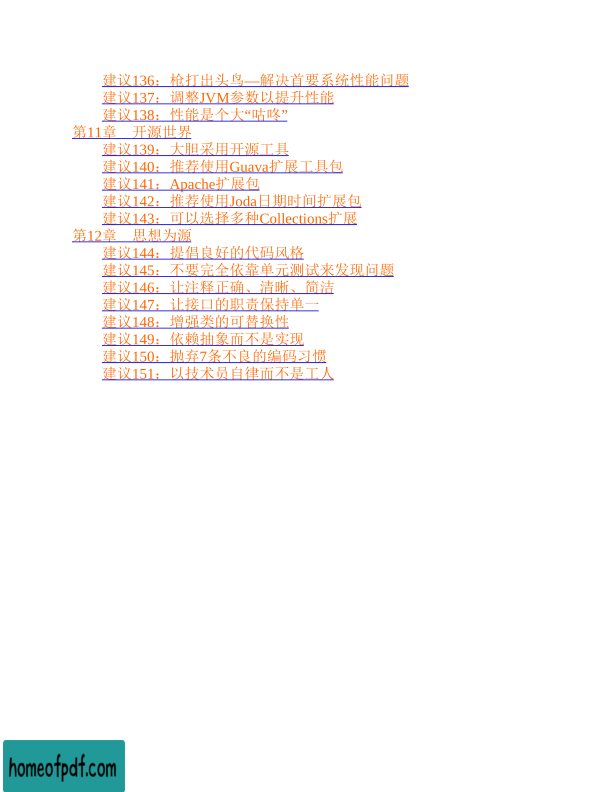 建议136：枪打出头鸟—解决首要系统性能问题
建议137：调整JVM参数以提升性能
建议138：性能是个大“咕咚”
第11章　开源世界
建议139：大胆采用开源工具
建议140：推荐使用Guava扩展工具包
建议141：Apache扩展包
建议142：推荐使用Joda日期时间扩展包
建议143：可以选择多种Collections扩展
第12章　思想为源
建议144：提倡良好的代码风格
建议145：不要完全依靠单元测试来发现问题
建议146：让注释正确、清晰、简洁
建议147：让接口的职责保持单一
建议148：增强类的可替换性
建议149：依赖抽象而不是实现
建议150：抛弃7条不良的编码习惯
建议151：以技术员自律而不是工人
homeofpdf.com